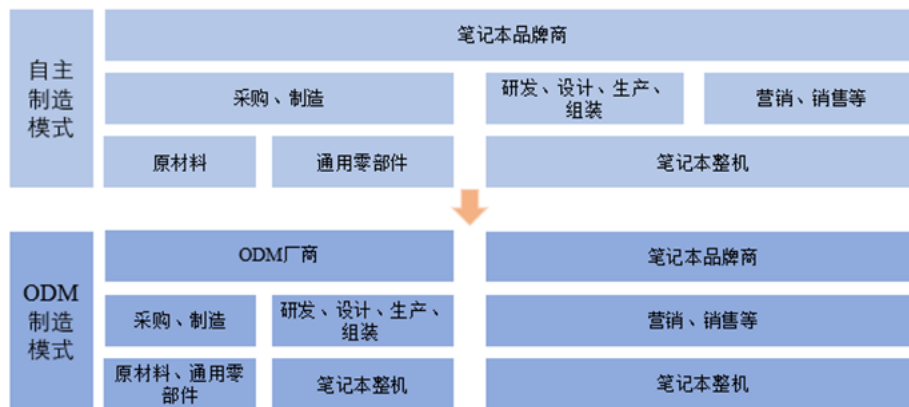 自主
制造
模式
笔记本品牌商
采购、制造
研发、设计、生产、
组装
营销、销售等
原材料
通用零部件
笔记本整机
ODM
制造
模式
ODM厂商
笔记本品牌商
采购、制造
研发、设计、生产、
组装
营销、销售等
原材料、通用零
部件
笔记本整机
笔记本整机